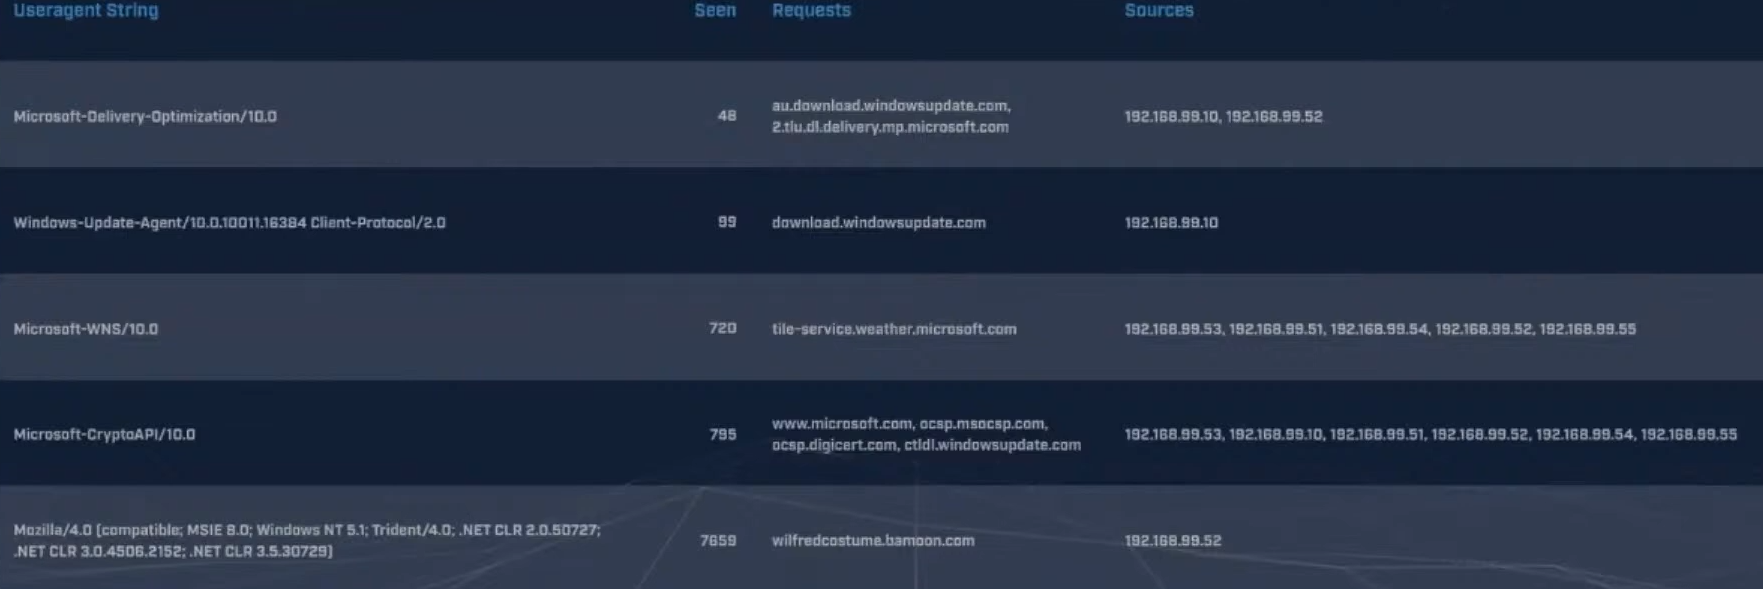 Useragent String Seen Requests Sources
Microsoft-Delivery-Optimization/10.0 48 au.download.windowsupdate.com, 192.168.99.10, 192.168.99.52
2.tlu.dl.delivery.mp.microsoft.com
Windows-Update-Agent/10.0.10011.16384 Client-Protocol/2.0 99 download.windowsupdate.com 192.168.99.10
Microsoft-WNS/10.0 720 tile-service.weather.microsoft.com 192.168.99.53, 192.168.99.51, 192.168.99.54, 192.168.99.52, 192.168.99.55
Microsoft-CryptoAPI/10.0 795 www.microsoft.com, ocsp.msocsp.com, 192.168.99.53, 192.168.99.10, 192.168.99.51, 192.168.99.52, 192.168.99.54, 192.168.99.55
ocsp.digicert.com, ctldl.windowsupdate.com
Mozilla/4.0 (compatible; MSIE 8.0; Windows NT 5.1; Trident/4.0; .NET CLR 2.0.50727; 7659 wilfredcostume.bamoon.com 192.168.99.52
.NET CLR 3.0.4506.2152; .NET CLR 3.5.30729)